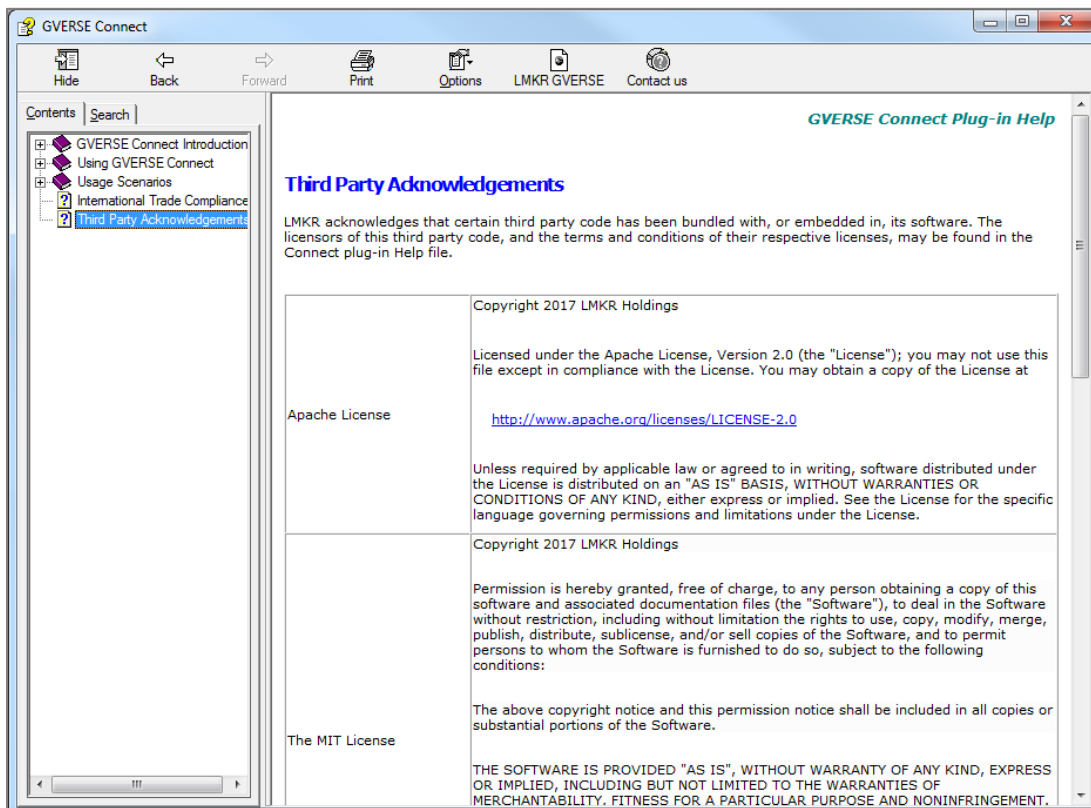 GVERSE Connect
Hide
Back
Forward
Print
Options
LMKR GVERSE
Contact us
Contents
Search
GVERSE Connect Introduction
Using GVERSE Connect
Usage Scenarios
International Trade Compliance
Third Party Acknowledgements
GVERSE Connect Plug-in Help
Third Party Acknowledgements
LMKR acknowledges that certain third party code has been bundled with, or embedded in, its software. The
licensors of this third party code, and the terms and conditions of their respective licenses, may be found in the
Connect plug-in Help file.
Apache License
Copyright 2017 LMKR Holdings
Licensed under the Apache License, Version 2.0 (the "License"); you may not use this
file except in compliance with the License. You may obtain a copy of the License at
http://www.apache.org/licenses/LICENSE-2.0
Unless required by applicable law or agreed to in writing, software distributed under
the License is distributed on an "AS IS" BASIS, WITHOUT WARRANTIES OR
CONDITIONS OF ANY KIND, either express or implied. See the License for the specific
language governing permissions and limitations under the License.
The MIT License
Copyright 2017 LMKR Holdings
Permission is hereby granted, free of charge, to any person obtaining a copy of this
software and associated documentation files (the "Software"), to deal in the Software
without restriction, including without limitation the rights to use, copy, modify, merge,
publish, distribute, sublicense, and/or sell copies of the Software, and to permit
persons to whom the Software is furnished to do so, subject to the following
conditions:
The above copyright notice and this permission notice shall be included in all copies or
substantial portions of the Software.
THE SOFTWARE IS PROVIDED "AS IS", WITHOUT WARRANTY OF ANY KIND, EXPRESS
OR IMPLIED, INCLUDING BUT NOT LIMITED TO THE WARRANTIES OF
MERCHANTABILITY, FITNESS FOR A PARTICULAR PURPOSE AND NONINFRINGEMENT.